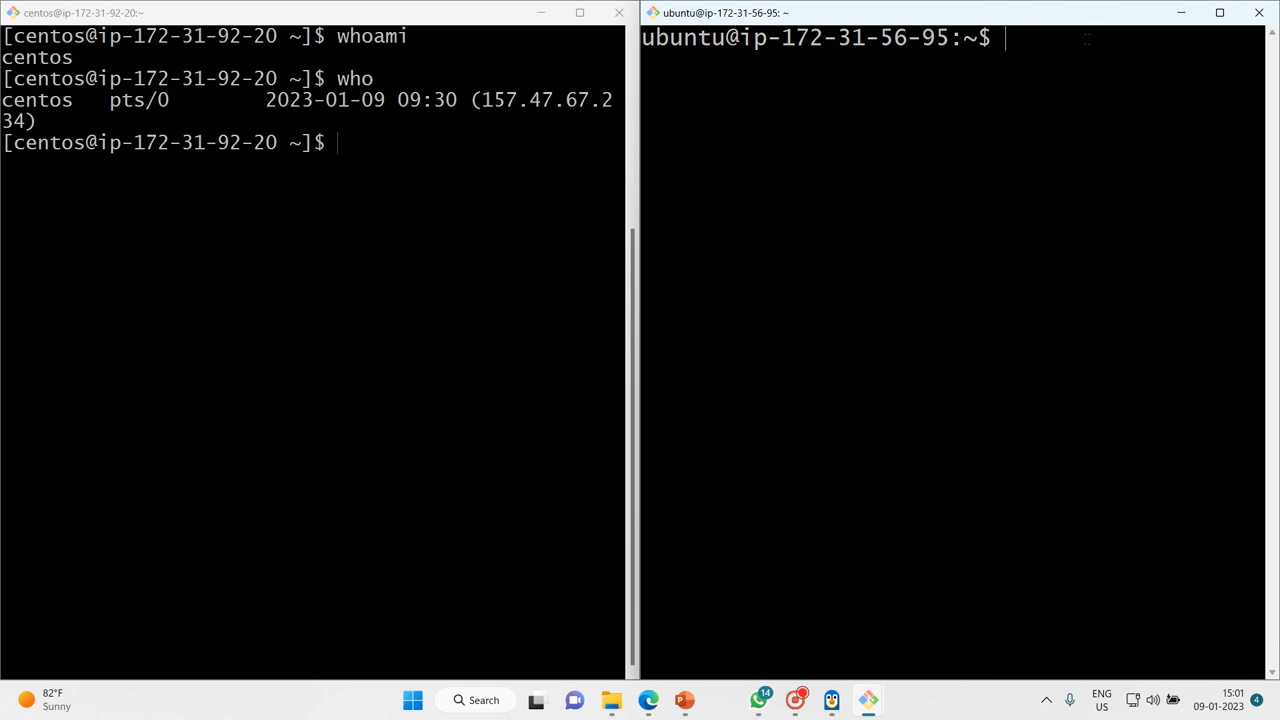 centos@ip-172-31-92-20:~
[centos@ip-172-31-92-20 ~]$ whoami
centos
[centos@ip-172-31-92-20 ~]$ who
centos   pts/0        2023-01-09 09:30 (157.47.67.2
34)
[centos@ip-172-31-92-20 ~]$
ubuntu@ip-172-31-56-95: ~
ubuntu@ip-172-31-56-95:~$
82°F
Sunny
Search
14
ENG
US
15:01
09-01-2023
4